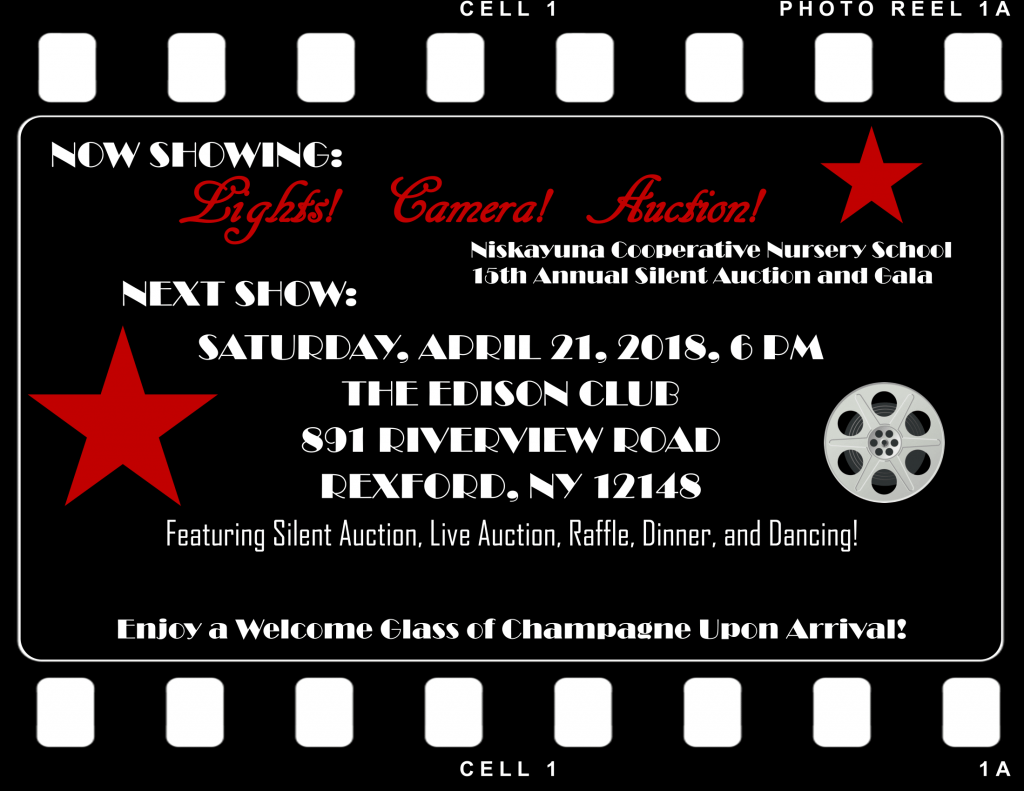 CELL 1 PHOTO REEL 1A
NOW SHOWING:
Lights! Camera! Auction!
Niskayuna Cooperative Nursery School
15th Annual Silent Auction and Gala
NEXT SHOW:
SATURDAY, APRIL 21, 2018, 6 PM
THE EDISON CLUB
891 RIVERVIEW ROAD
REXFORD, NY 12148
Featuring Silent Auction, Live Auction, Raffle, Dinner, and Dancing!
Enjoy a Welcome Glass of Champagne Upon Arrival!
CELL 1 1A